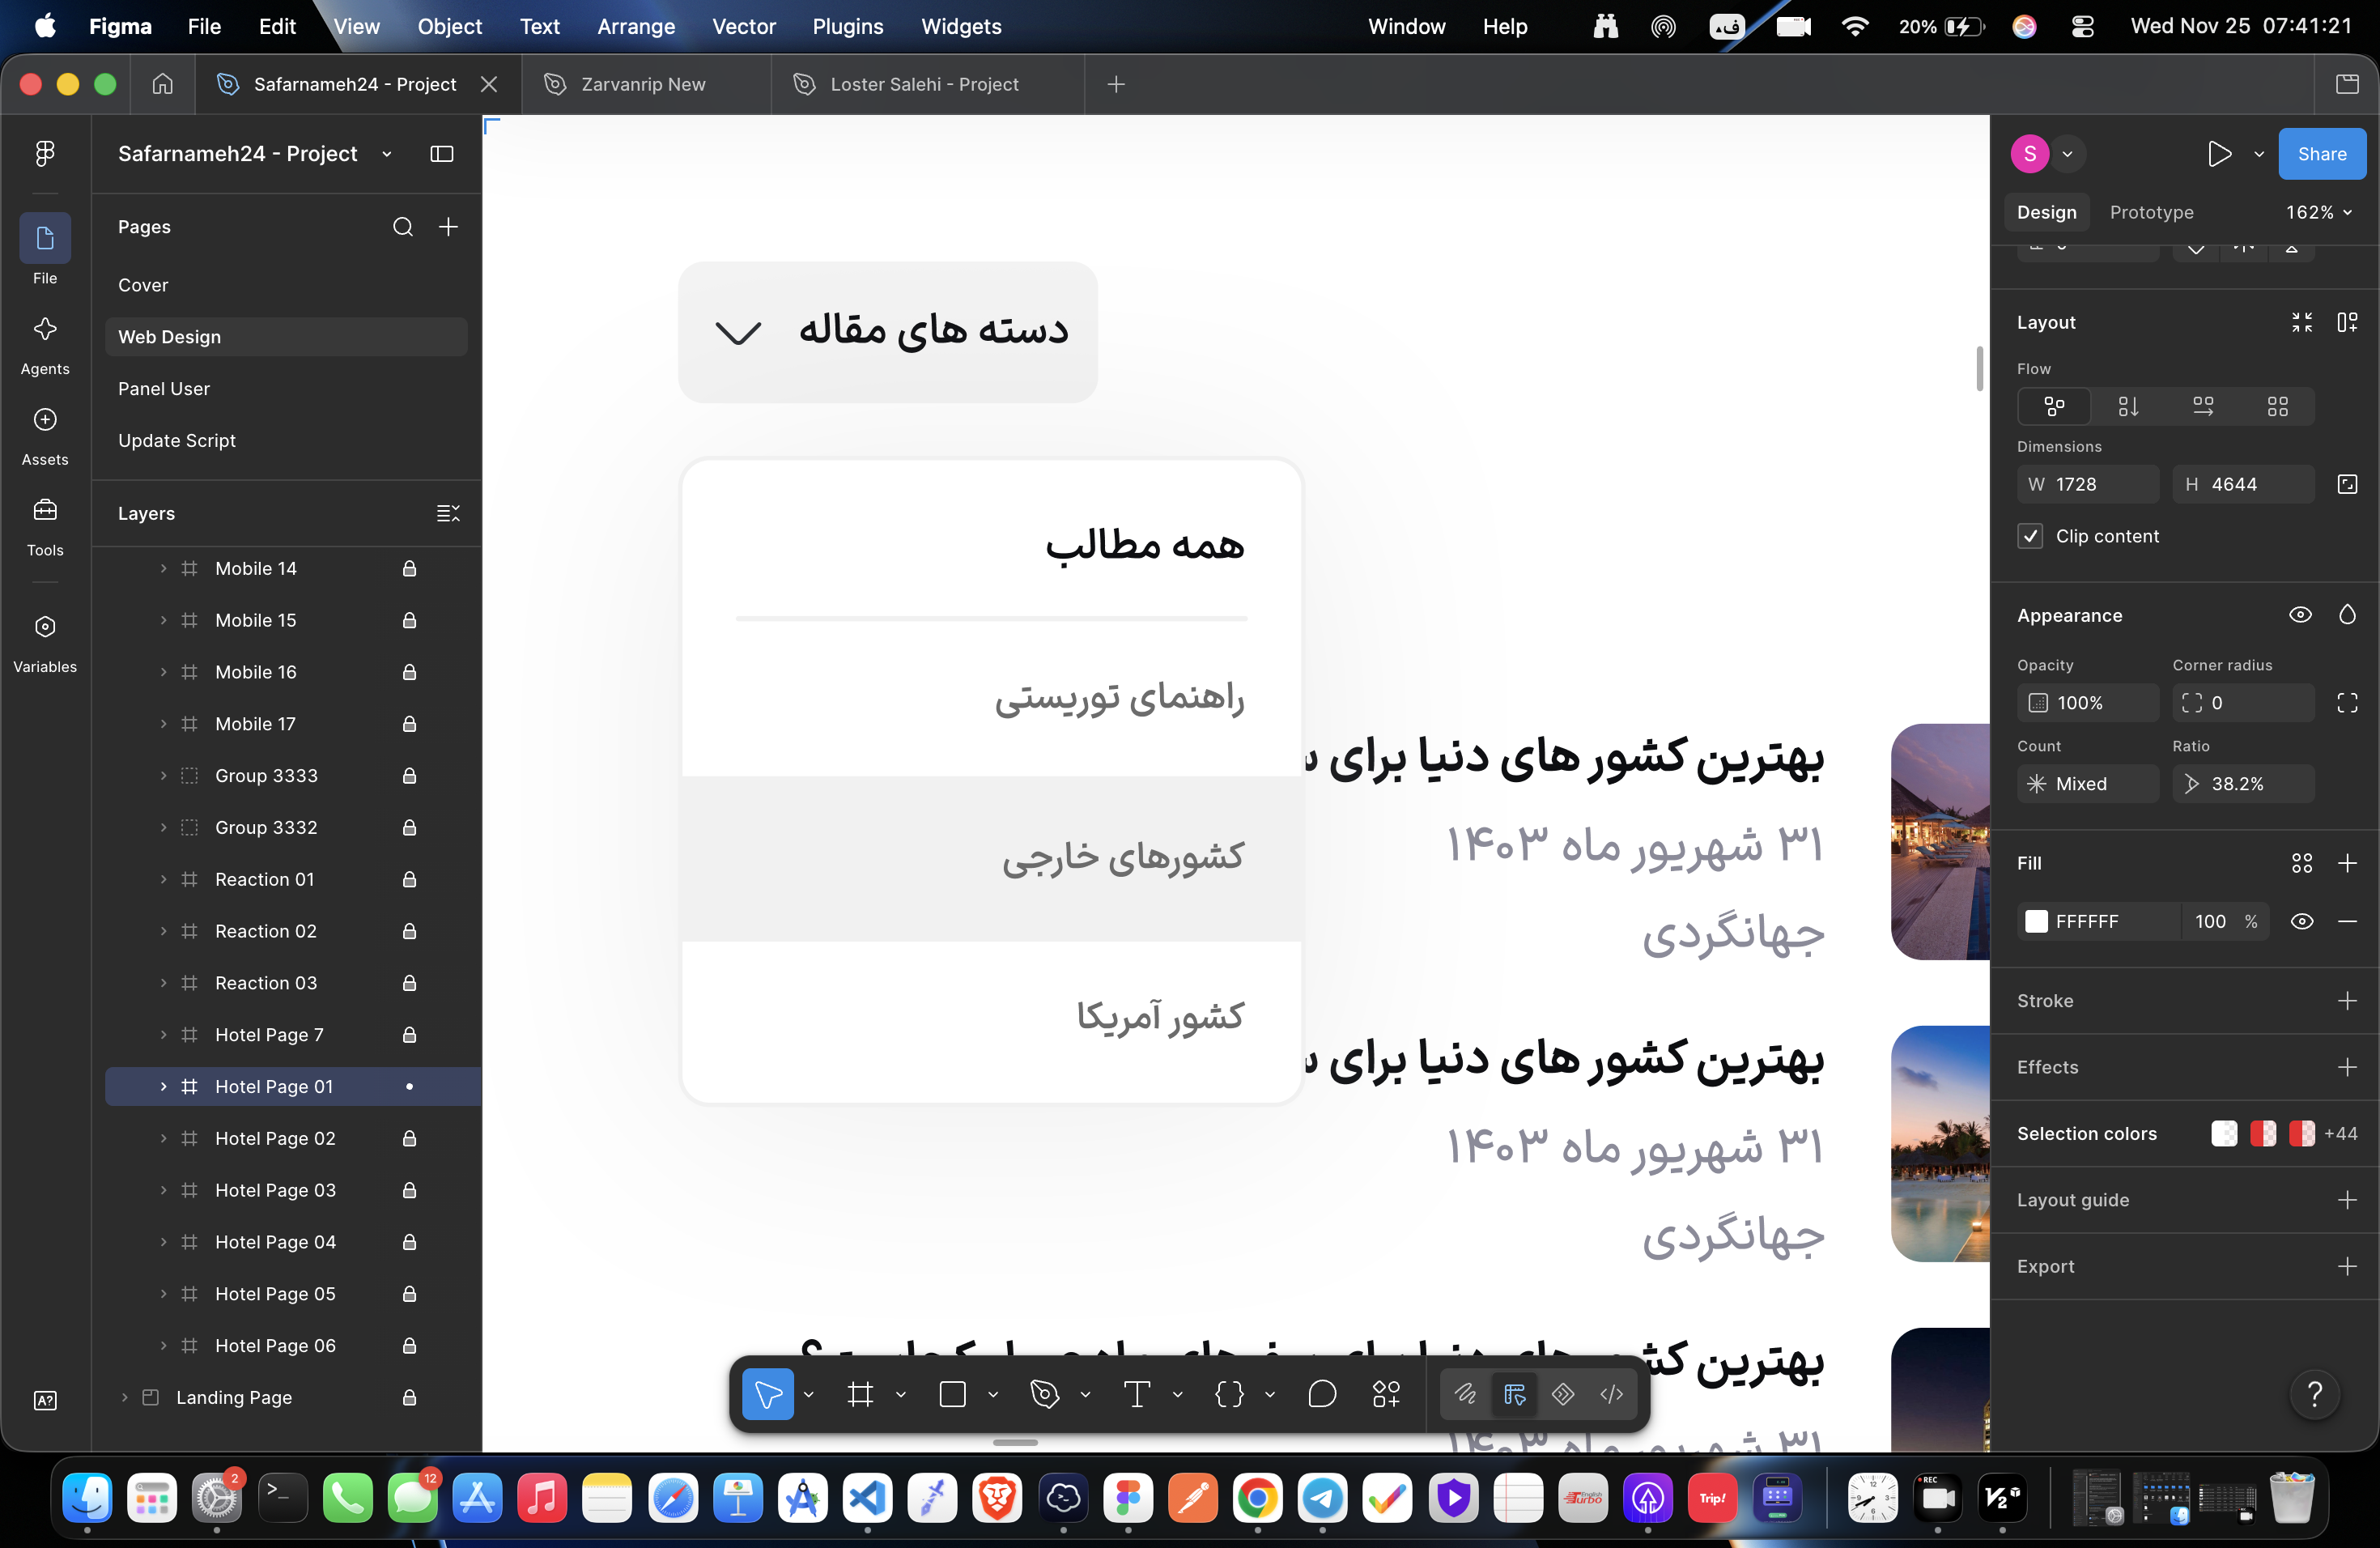 Figma File Edit View Object Text Arrange Vector Plugins Widgets Window Help 20% Wed Nov 25 07:41:21
Safarnameh24 - Project Zarvanrip New Loster Salehi - Project
Safarnameh24 - Project
S
Share
Design Prototype 162%
File
Agents
Assets
Tools
Variables
Pages
Cover
Web Design
Panel User
Update Script
Layers
Mobile 14
Mobile 15
Mobile 16
Mobile 17
Group 3333
Group 3332
Reaction 01
Reaction 02
Reaction 03
Hotel Page 7
Hotel Page 01
Hotel Page 02
Hotel Page 03
Hotel Page 04
Hotel Page 05
Hotel Page 06
Landing Page
A?
دسته های مقاله
همه مطالب
راهنمای توریستی
کشورهای خارجی
کشور آمریکا
بهترین کشور های دنیا برای
۳۱ شهریور ماه ۱۴۰۳
جهانگردی
بهترین کشور های دنیا برای
۳۱ شهریور ماه ۱۴۰۳
جهانگردی
بهترین
Layout
Flow
Dimensions
W 1728 H 4644
Clip content
Appearance
Opacity Corner radius
100% 0
Count Ratio
Mixed 38.2%
Fill
FFFFFF 100 %
Stroke
Effects
Selection colors +44
Layout guide
Export
?
2
12
English
Turbo
Trip!
REC
V2